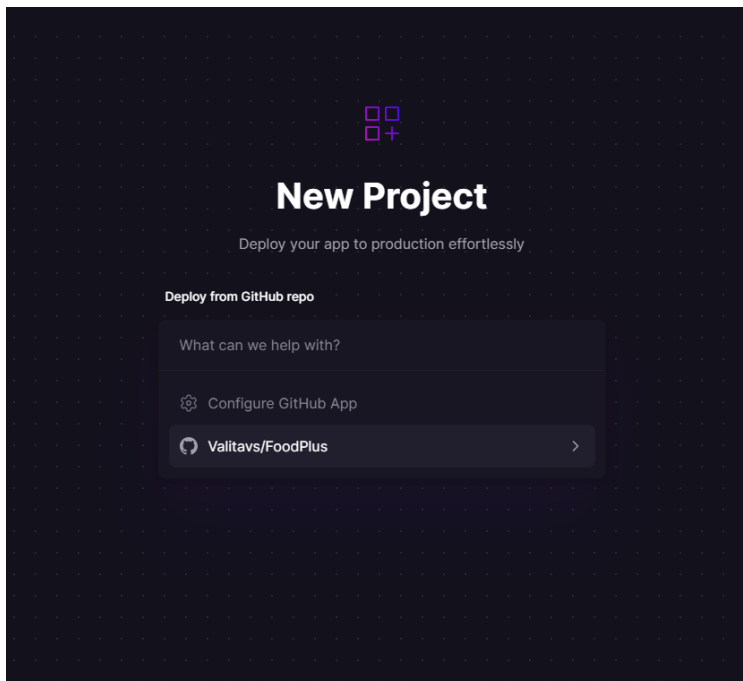 New Project
Deploy your app to production effortlessly
Deploy from GitHub repo
What can we help with?
Configure GitHub App
Valitavs/FoodPlus